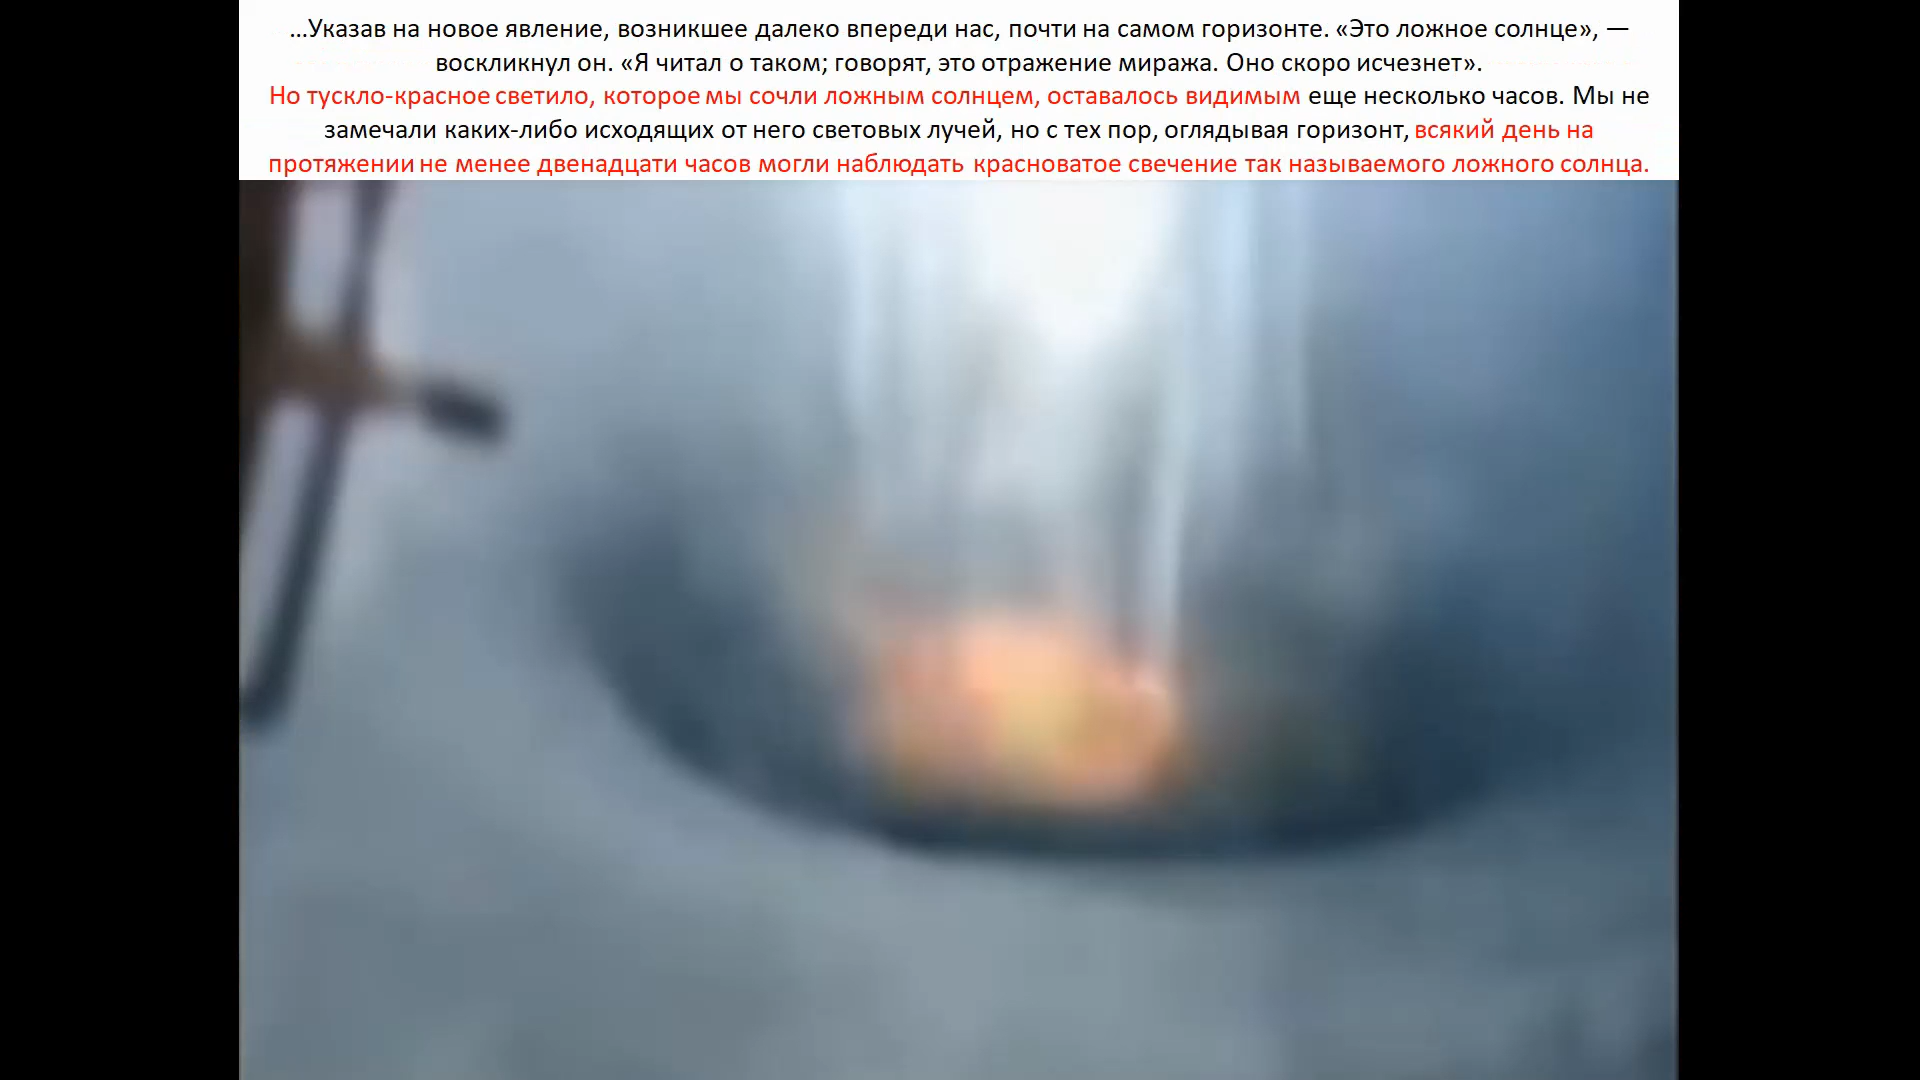 …Указав на новое явление, возникшее далеко впереди нас, почти на самом горизонте. «Это ложное солнце», —
воскликнул он. «Я читал о таком; говорят, это отражение миража. Оно скоро исчезнет».
Но тускло-красное светило, которое мы сочли ложным солнцем, оставалось видимым еще несколько часов. Мы не
замечали каких-либо исходящих от него световых лучей, но с тех пор, оглядывая горизонт, всякий день на
протяжении не менее двенадцати часов могли наблюдать красноватое свечение так называемого ложного солнца.